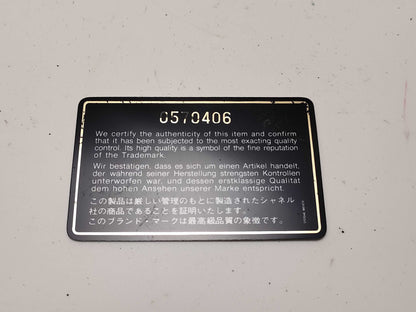 0570406
We certify the authenticity of this item and confirm
that it has been subjected to the most exacting quality
control. Its high quality is a symbol of the fine reputation
of the Trademark.
Wir bestätigen, dass es sich um einen Artikel handelt,
der während seiner Herstellung strengsten Kontrollen
unterworfen war, und dessen erstklassige Qualität
dem hohen Ansehen unserer Marke entspricht.
この製品は厳しい管理のもとに製造されたシャネル
社の商品であることを証明いたします。
このブランド・マークは最高級品質の象徴です。